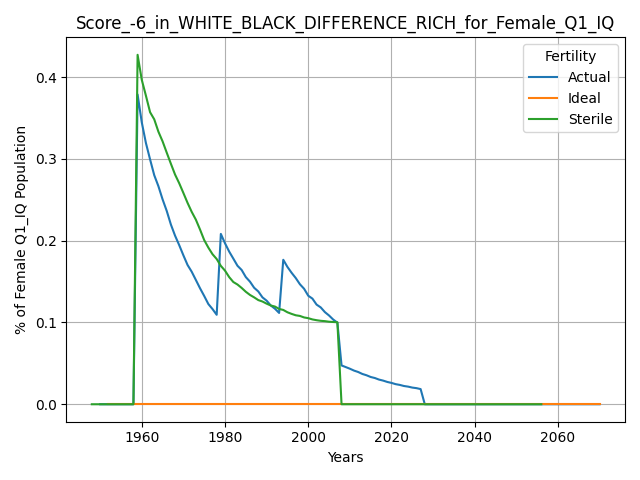 Score_-6_in_WHITE_BLACK_DIFFERENCE_RICH_for_Female_Q1_IQ
Fertility
Actual
Ideal
Sterile
% of Female Q1_IQ Population
0.4
0.3
0.2
0.1
0.0
1960 1980 2000 2020 2040 2060
Years